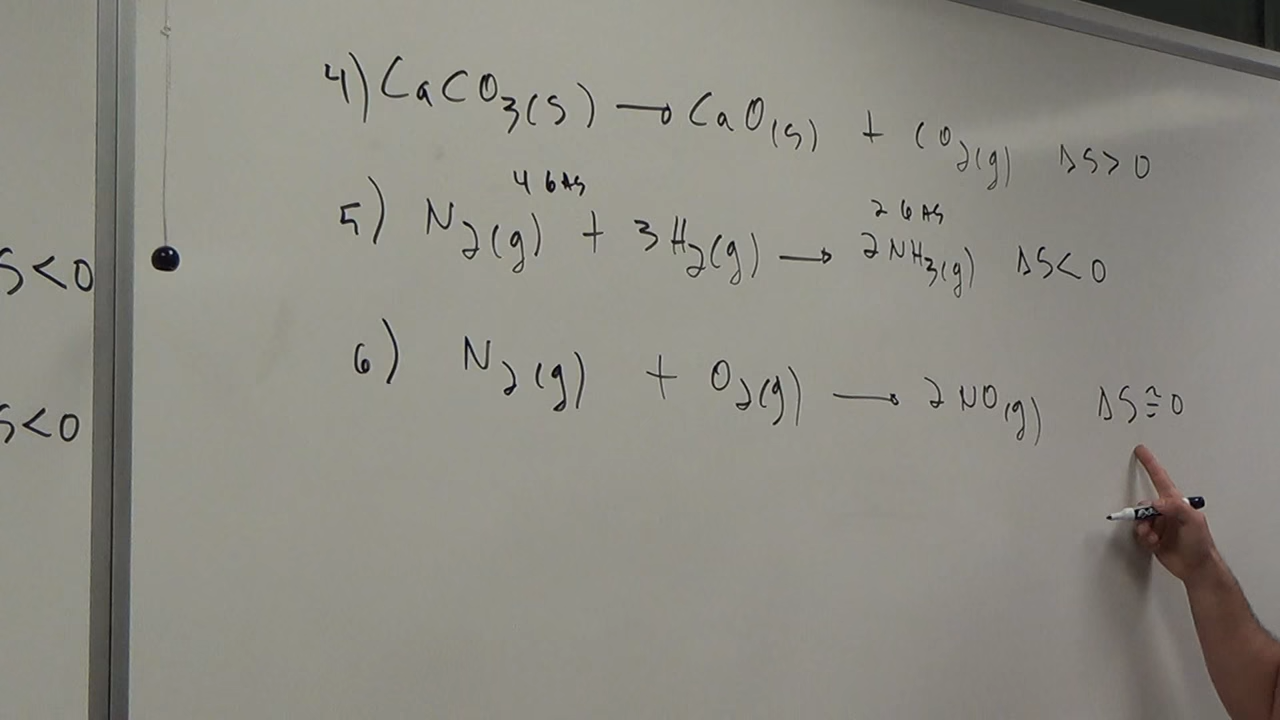 4) CaCO₃(s) → CaO(s) + CO₂(g) ΔS>0
4 GAS 2 GAS
5) N₂(g) + 3H₂(g) → 2NH₃(g) ΔS<0
S<0
6) N₂(g) + O₂(g) → 2NO(g) ΔS≅0
S<0